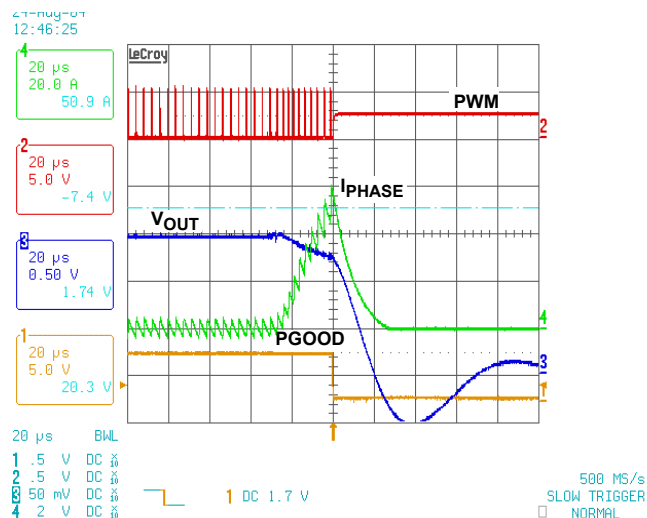 24-Aug-04
12:46:25
LeCroy
4
20 µs
20.0 A
50.9 A
2
20 µs
5.0 V
-7.4 V
3
20 µs
0.50 V
1.74 V
1
20 µs
5.0 V
20.3 V
PWM
2
IPHASE
VOUT
PGOOD
4
3
1
20 µs BWL
1 .5 V DC X10
2 .5 V DC X10
3 50 mV DC X10
4 2 V DC X10
1 DC 1.7 V
500 MS/s
SLOW TRIGGER
NORMAL